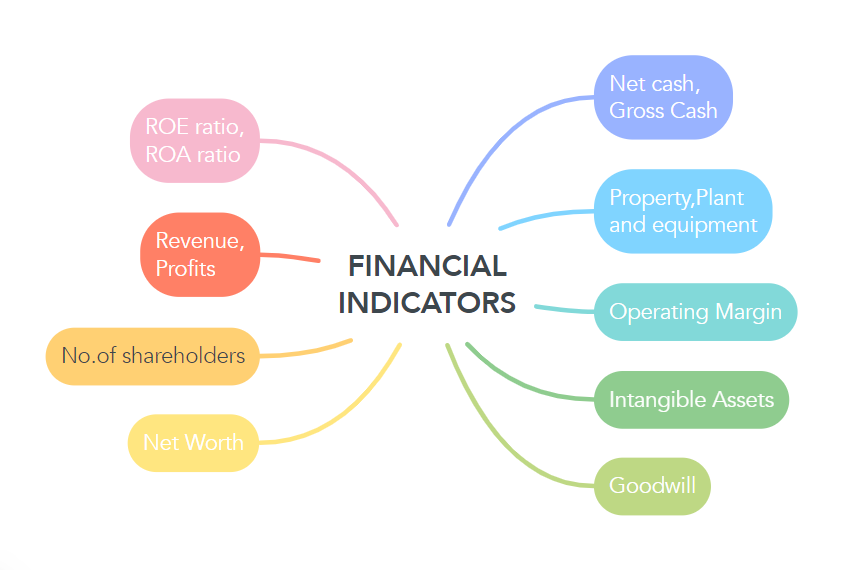 FINANCIAL
INDICATORS
ROE ratio,
ROA ratio
Revenue,
Profits
No.of shareholders
Net Worth
Net cash,
Gross Cash
Property,Plant
and equipment
Operating Margin
Intangible Assets
Goodwill